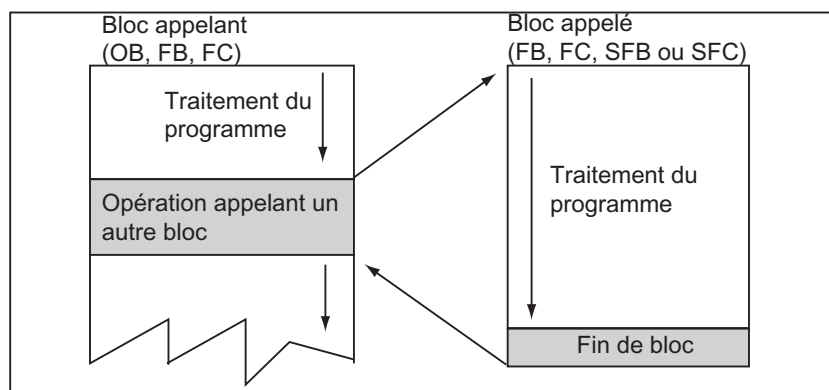 Bloc appelant
(OB, FB, FC)
Traitement du
programme
Opération appelant un
autre bloc
Bloc appelé
(FB, FC, SFB ou SFC)
Traitement du
programme
Fin de bloc